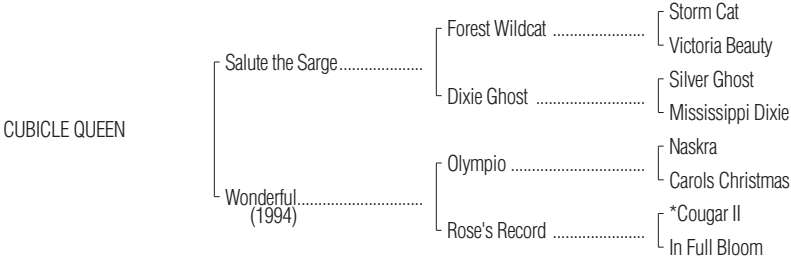 Storm Cat
Forest Wildcat ..........................
Victoria Beauty
Salute the Sarge........................
Silver Ghost
Dixie Ghost ...............................
Mississippi Dixie
CUBICLE QUEEN
Naskra
Olympio ......................................
Carols Christmas
Wonderful....................................
(1994)
*Cougar II
Rose's Record ..........................
In Full Bloom